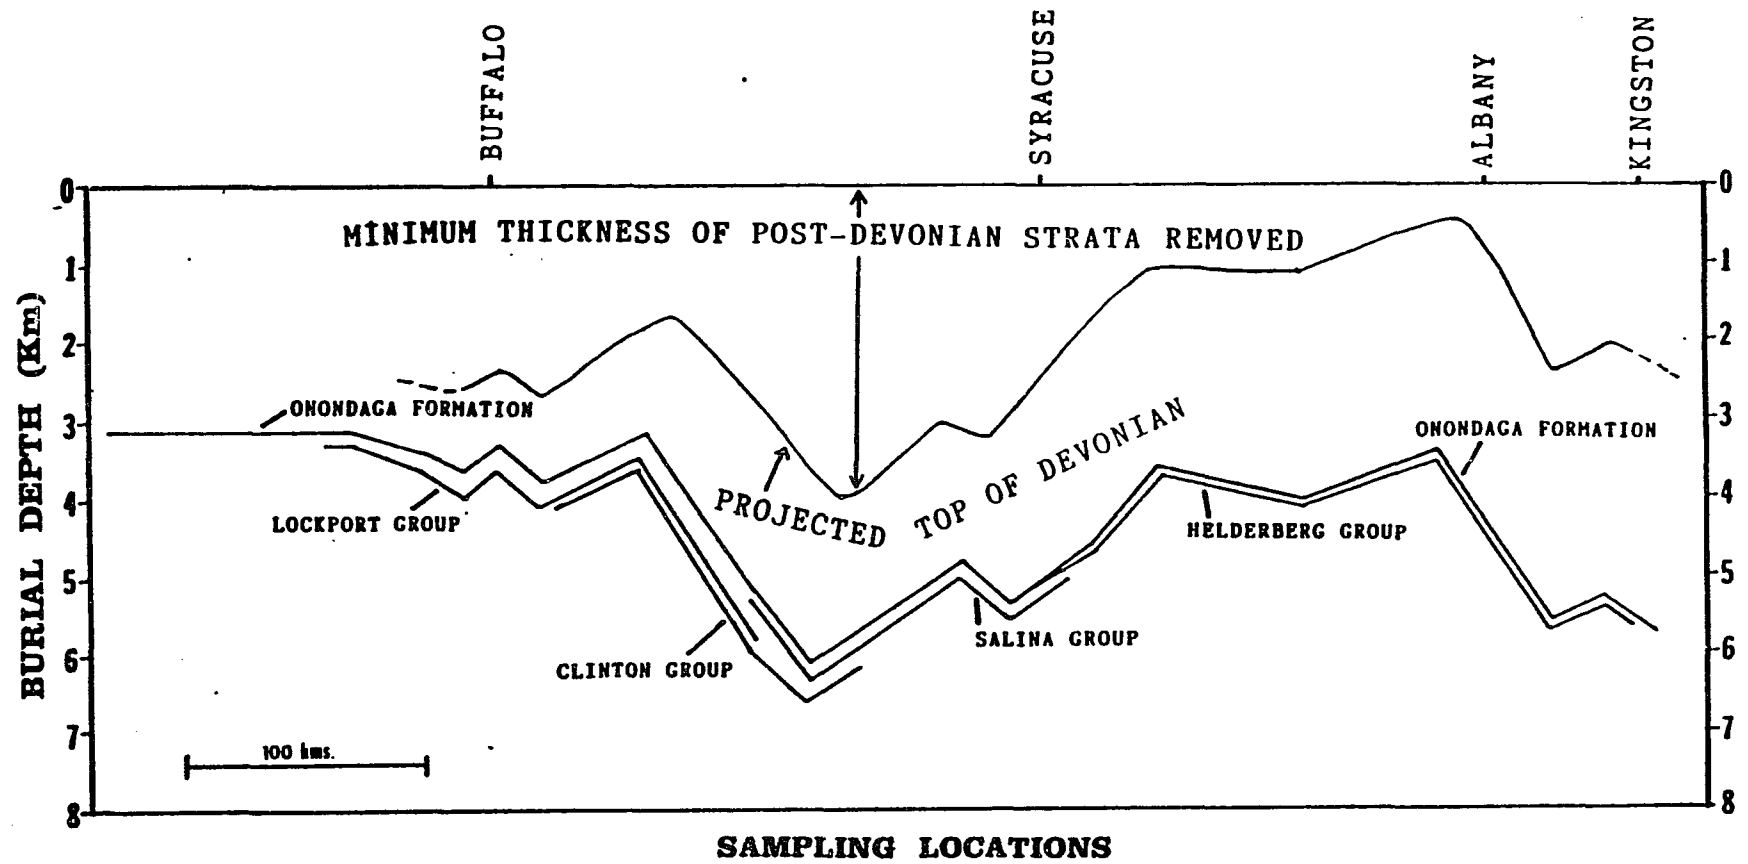 BUFFALO
SYRACUSE
ALBANY
KINGSTON
0
0
MINIMUM THICKNESS OF POST-DEVONIAN STRATA REMOVED
1
1
2
2
3
3
ONONDAGA FORMATION
ONONDAGA FORMATION
4
4
LOCKPORT GROUP
PROJECTED TOP OF DEVONIAN
HELDERBERG GROUP
5
5
SALINA GROUP
6
6
CLINTON GROUP
7
7
100 kms.
8
8
BURIAL DEPTH (Km)
SAMPLING LOCATIONS